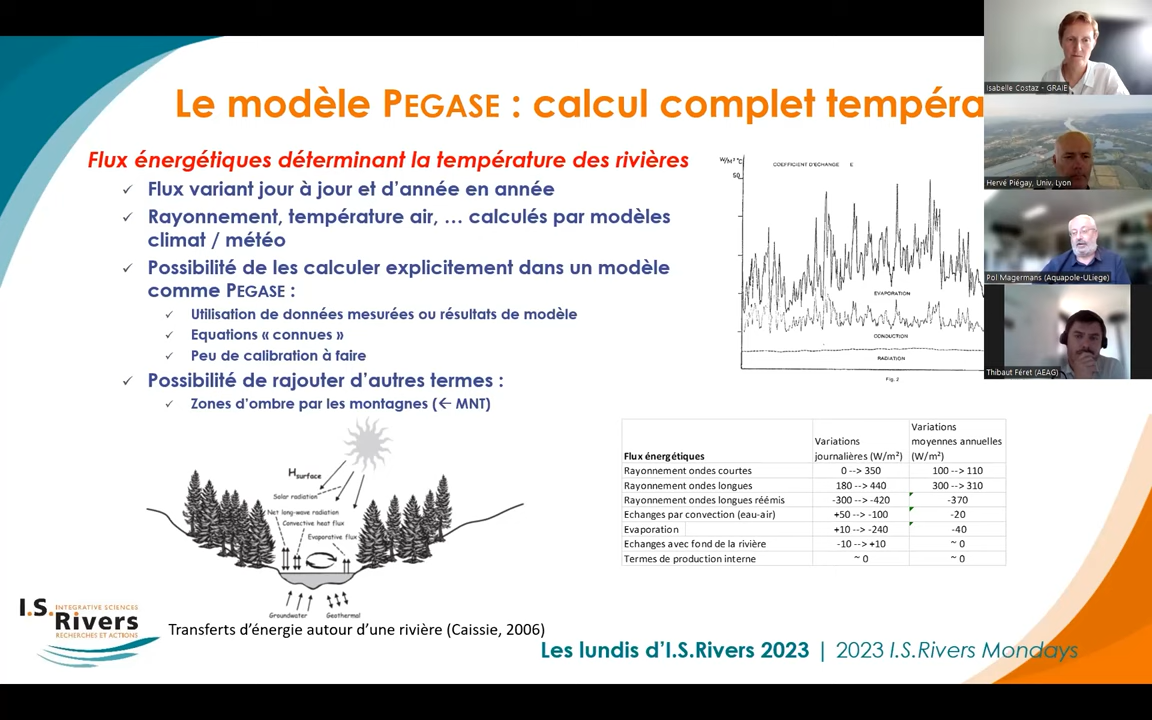 Le modèle PEGASE : calcul complet tempéra
Flux énergétiques déterminant la température des rivières
✓ Flux variant jour à jour et d'année en année
✓ Rayonnement, température air, … calculés par modèles
climat / météo
✓ Possibilité de les calculer explicitement dans un modèle
comme PEGASE :
✓ Utilisation de données mesurées ou résultats de modèle
✓ Equations « connues »
✓ Peu de calibration à faire
✓ Possibilité de rajouter d'autres termes :
✓ Zones d'ombre par les montagnes (← MNT)
W/M² °C
50
COEFFICIENT D'ECHANGE E
EVAPORATION
CONDUCTION
RADIATION
Fig. 2
Isabelle Costaz - GRAIE
Hervé Piégay, Univ. Lyon
Pol Magermans (Aquapole-ULiege)
Thibaut Féret (AEAG)
Hsurface
Solar radiation
Net long-wave radiation
Convective heat flux
Evaporative flux
Groundwater
Geothermal
Transferts d'énergie autour d'une rivière (Caissie, 2006)
Flux énergétiques | Variations journalières (W/m²) | Variations moyennes annuelles (W/m²)
Rayonnement ondes courtes | 0 --> 350 | 100 --> 110
Rayonnement ondes longues | 180 --> 440 | 300 --> 310
Rayonnement ondes longues réémis | -300 --> -420 | -370
Echanges par convection (eau-air) | +50 --> -100 | -20
Evaporation | +10 --> -240 | -40
Echanges avec fond de la rivière | -10 --> +10 | ~ 0
Termes de production interne | ~ 0 | ~ 0
I.S. INTEGRATIVE SCIENCES
Rivers
RECHERCHES ET ACTIONS
Les lundis d'I.S.Rivers 2023 | 2023 I.S.Rivers Mondays